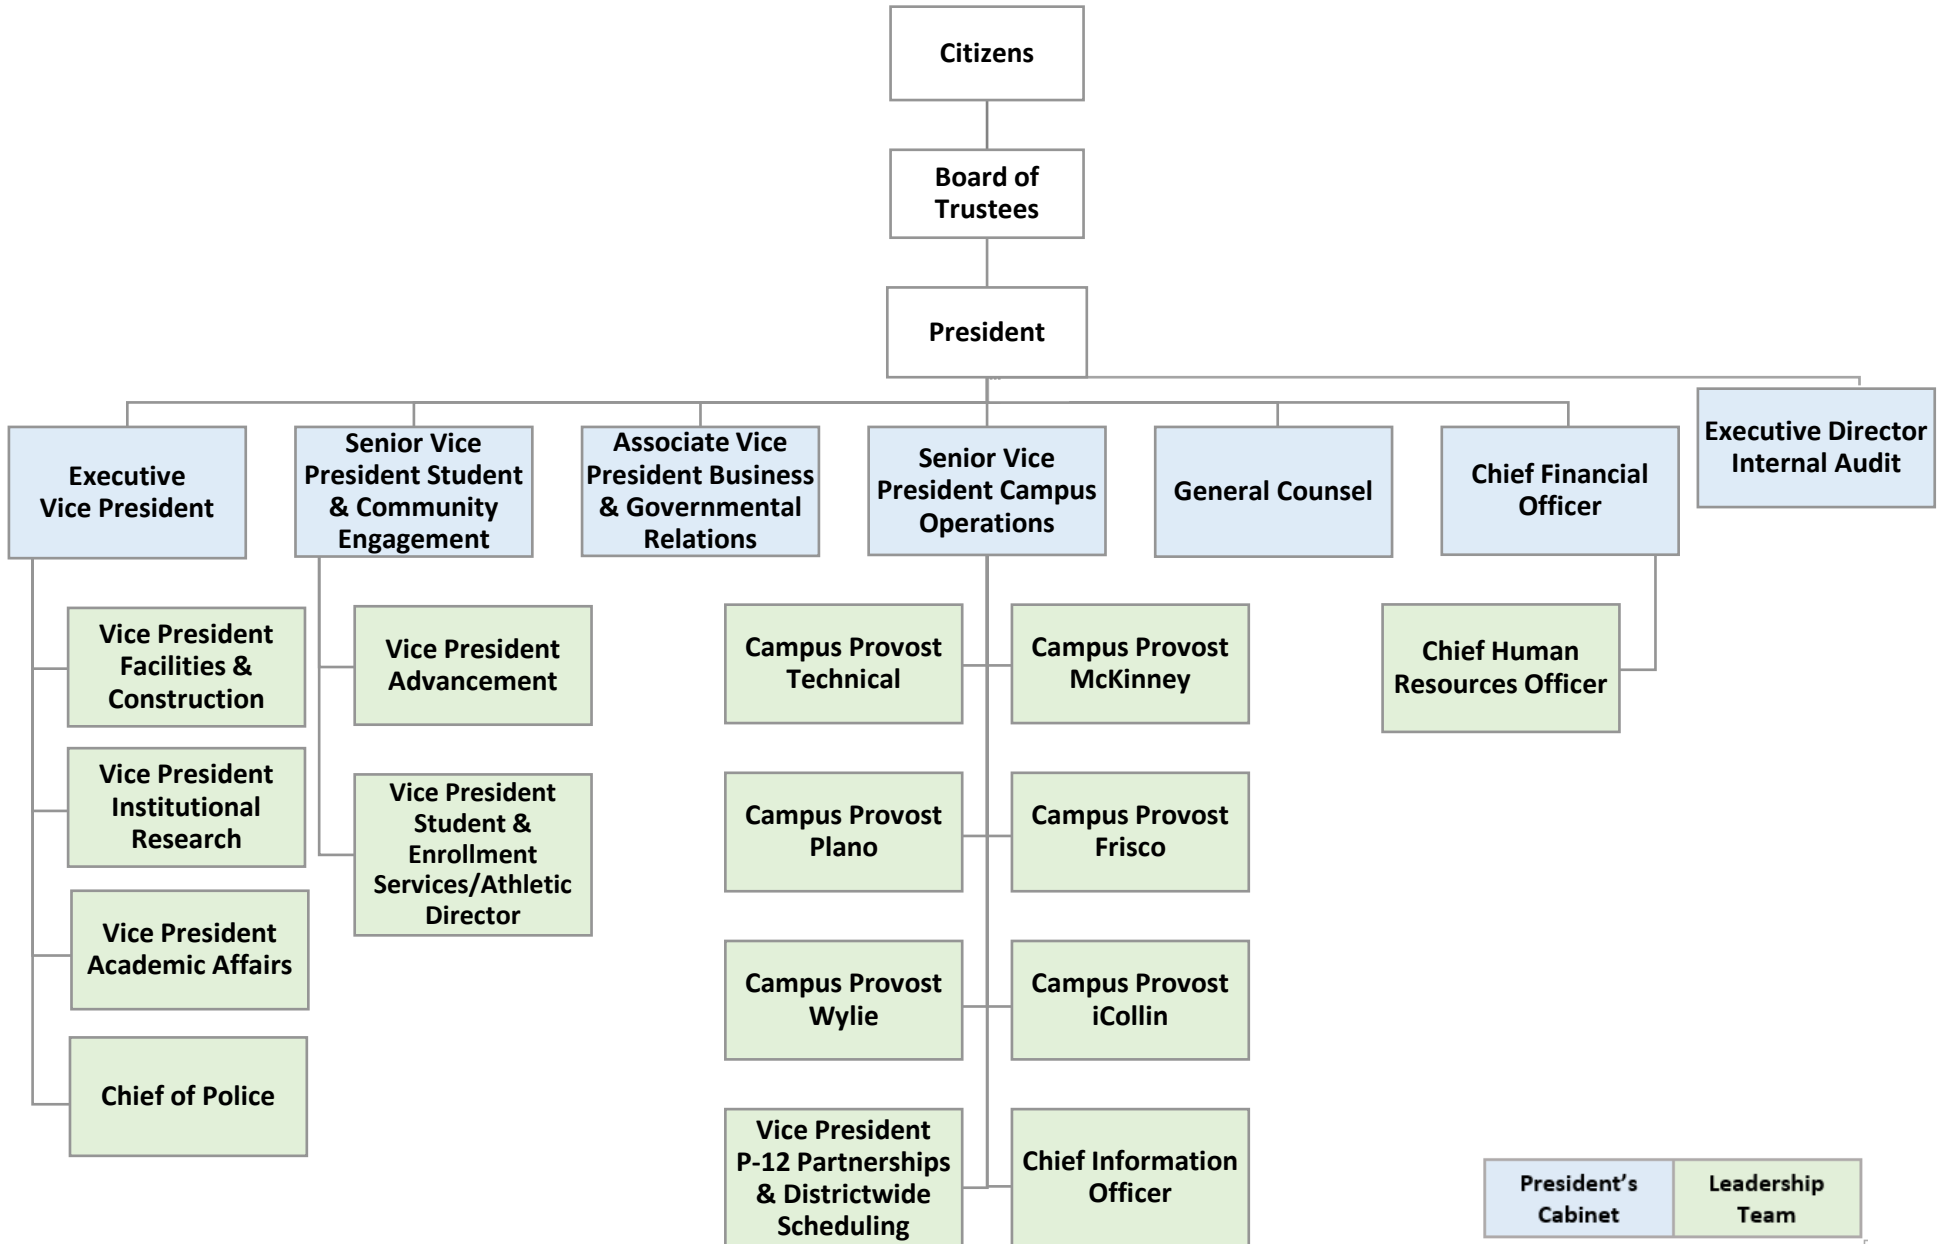 Citizens
Board of
Trustees
President
Executive
Vice President
Senior Vice
President Student
& Community
Engagement
Associate Vice
President Business
& Governmental
Relations
Senior Vice
President Campus
Operations
General Counsel
Chief Financial
Officer
Executive Director
Internal Audit
Vice President
Facilities &
Construction
Vice President
Institutional
Research
Vice President
Academic Affairs
Chief of Police
Vice President
Advancement
Vice President
Student &
Enrollment
Services/Athletic
Director
Campus Provost
Technical
Campus Provost
McKinney
Campus Provost
Plano
Campus Provost
Frisco
Campus Provost
Wylie
Campus Provost
iCollin
Vice President
P-12 Partnerships
& Districtwide
Scheduling
Chief Information
Officer
Chief Human
Resources Officer
President's
Cabinet
Leadership
Team